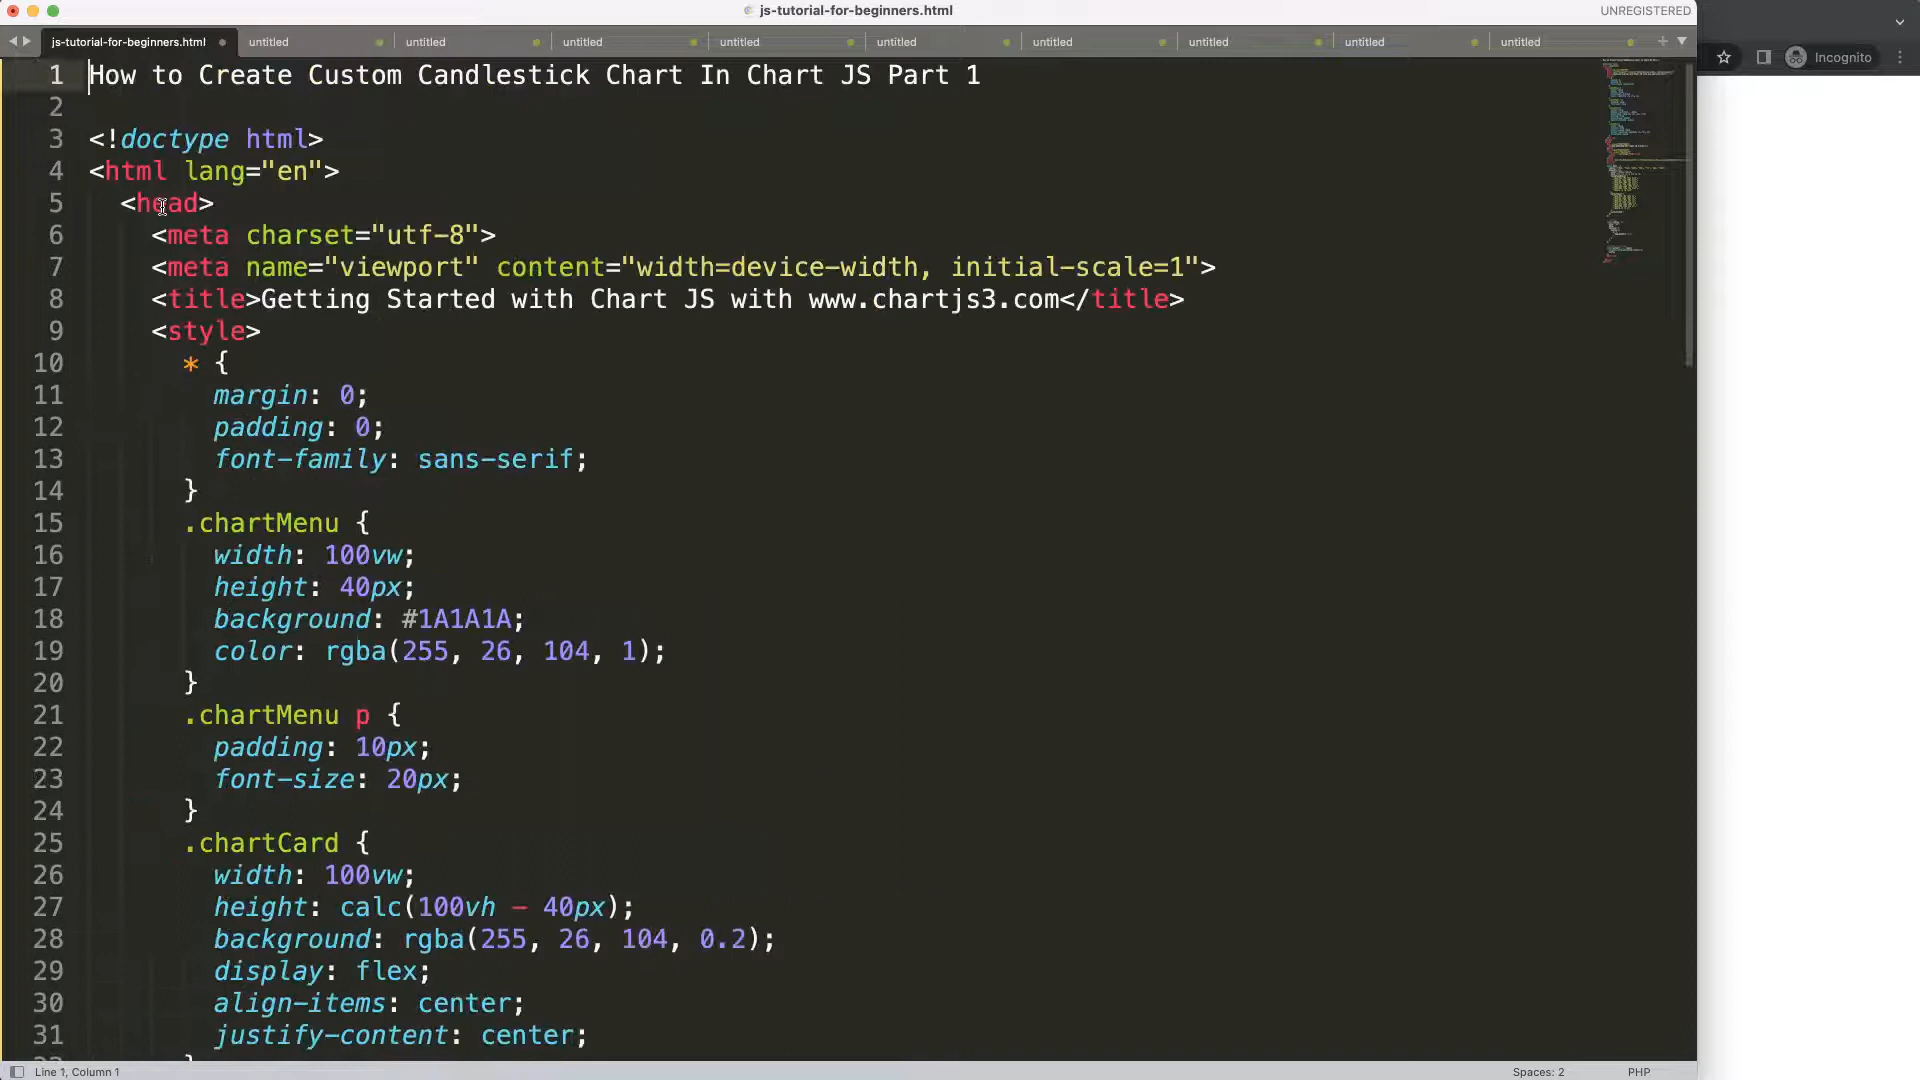 js-tutorial-for-beginners.html
UNREGISTERED
js-tutorial-for-beginners.html untitled untitled untitled untitled untitled untitled untitled untitled untitled
Incognito
1 How to Create Custom Candlestick Chart In Chart JS Part 1
2
3 <!doctype html>
4 <html lang="en">
5 <head>
6 <meta charset="utf-8">
7 <meta name="viewport" content="width=device-width, initial-scale=1">
8 <title>Getting Started with Chart JS with www.chartjs3.com</title>
9 <style>
10 * {
11 margin: 0;
12 padding: 0;
13 font-family: sans-serif;
14 }
15 .chartMenu {
16 width: 100vw;
17 height: 40px;
18 background: #1A1A1A;
19 color: rgba(255, 26, 104, 1);
20 }
21 .chartMenu p {
22 padding: 10px;
23 font-size: 20px;
24 }
25 .chartCard {
26 width: 100vw;
27 height: calc(100vh - 40px);
28 background: rgba(255, 26, 104, 0.2);
29 display: flex;
30 align-items: center;
31 justify-content: center;
Line 1, Column 1
Spaces: 2
PHP